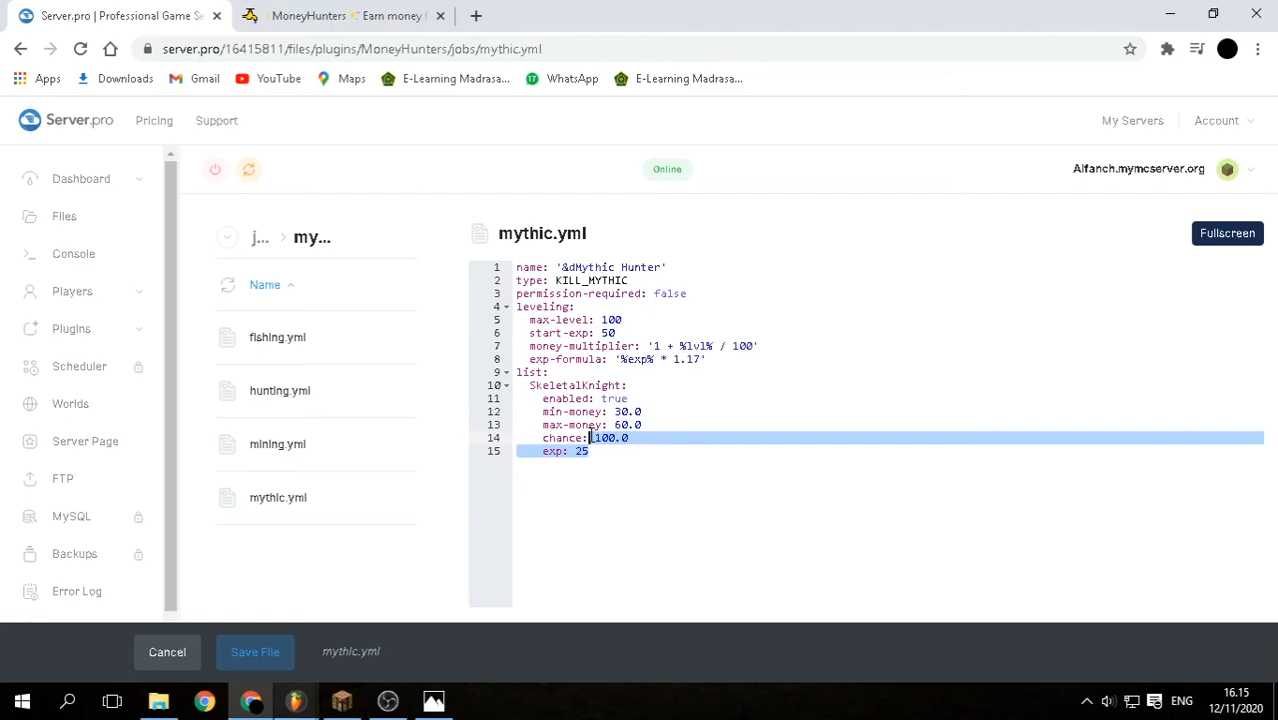 Server.pro | Professional Game Se
MoneyHunters ⚡ Earn money f
server.pro/16415811/files/plugins/MoneyHunters/jobs/mythic.yml
Apps Downloads Gmail YouTube Maps E-Learning Madrasa... WhatsApp E-Learning Madrasa...
Server.pro Pricing Support My Servers Account
Online Alfanch.mymcserver.org
Dashboard
Files
Console
Players
Plugins
Scheduler
Worlds
Server Page
FTP
MySQL
Backups
Error Log
j... > my...
Name
fishing.yml
hunting.yml
mining.yml
mythic.yml
mythic.yml
Fullscreen
1 name: '&dMythic Hunter'
2 type: KILL_MYTHIC
3 permission-required: false
4 leveling:
5 max-level: 100
6 start-exp: 50
7 money-multiplier: '1 + %lvl% / 100'
8 exp-formula: '%exp% * 1.17'
9 list:
10 SkeletalKnight:
11 enabled: true
12 min-money: 30.0
13 max-money: 60.0
14 chance: 100.0
15 exp: 25
Cancel Save File mythic.yml
ENG
16.15
12/11/2020